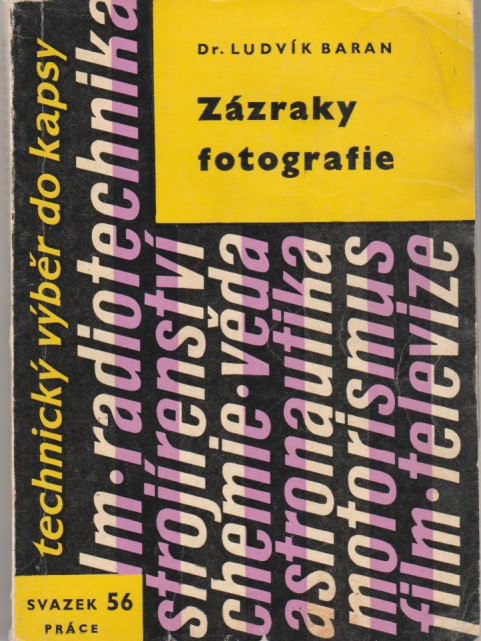 Dr. LUDVÍK BARAN
Zázraky
fotografie
technický výběr do kapsy
lm · radiotechnika
strojírenství
chemie · věda
astronautika
motorismus
film · televize
SVAZEK 56
PRÁCE